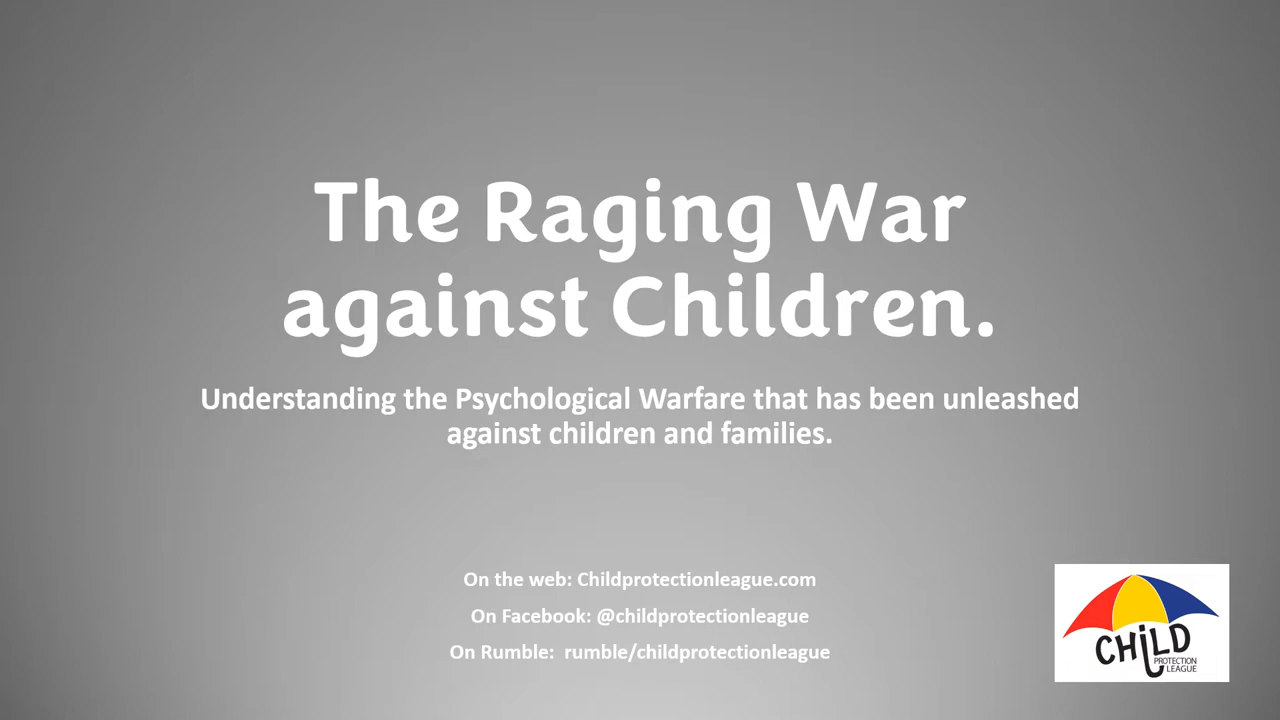 The Raging War
against Children.
Understanding the Psychological Warfare that has been unleashed
against children and families.
On the web: Childprotectionleague.com
On Facebook: @childprotectionleague
On Rumble: rumble/childprotectionleague
CHiLD
PROTECTION
LEAGUE